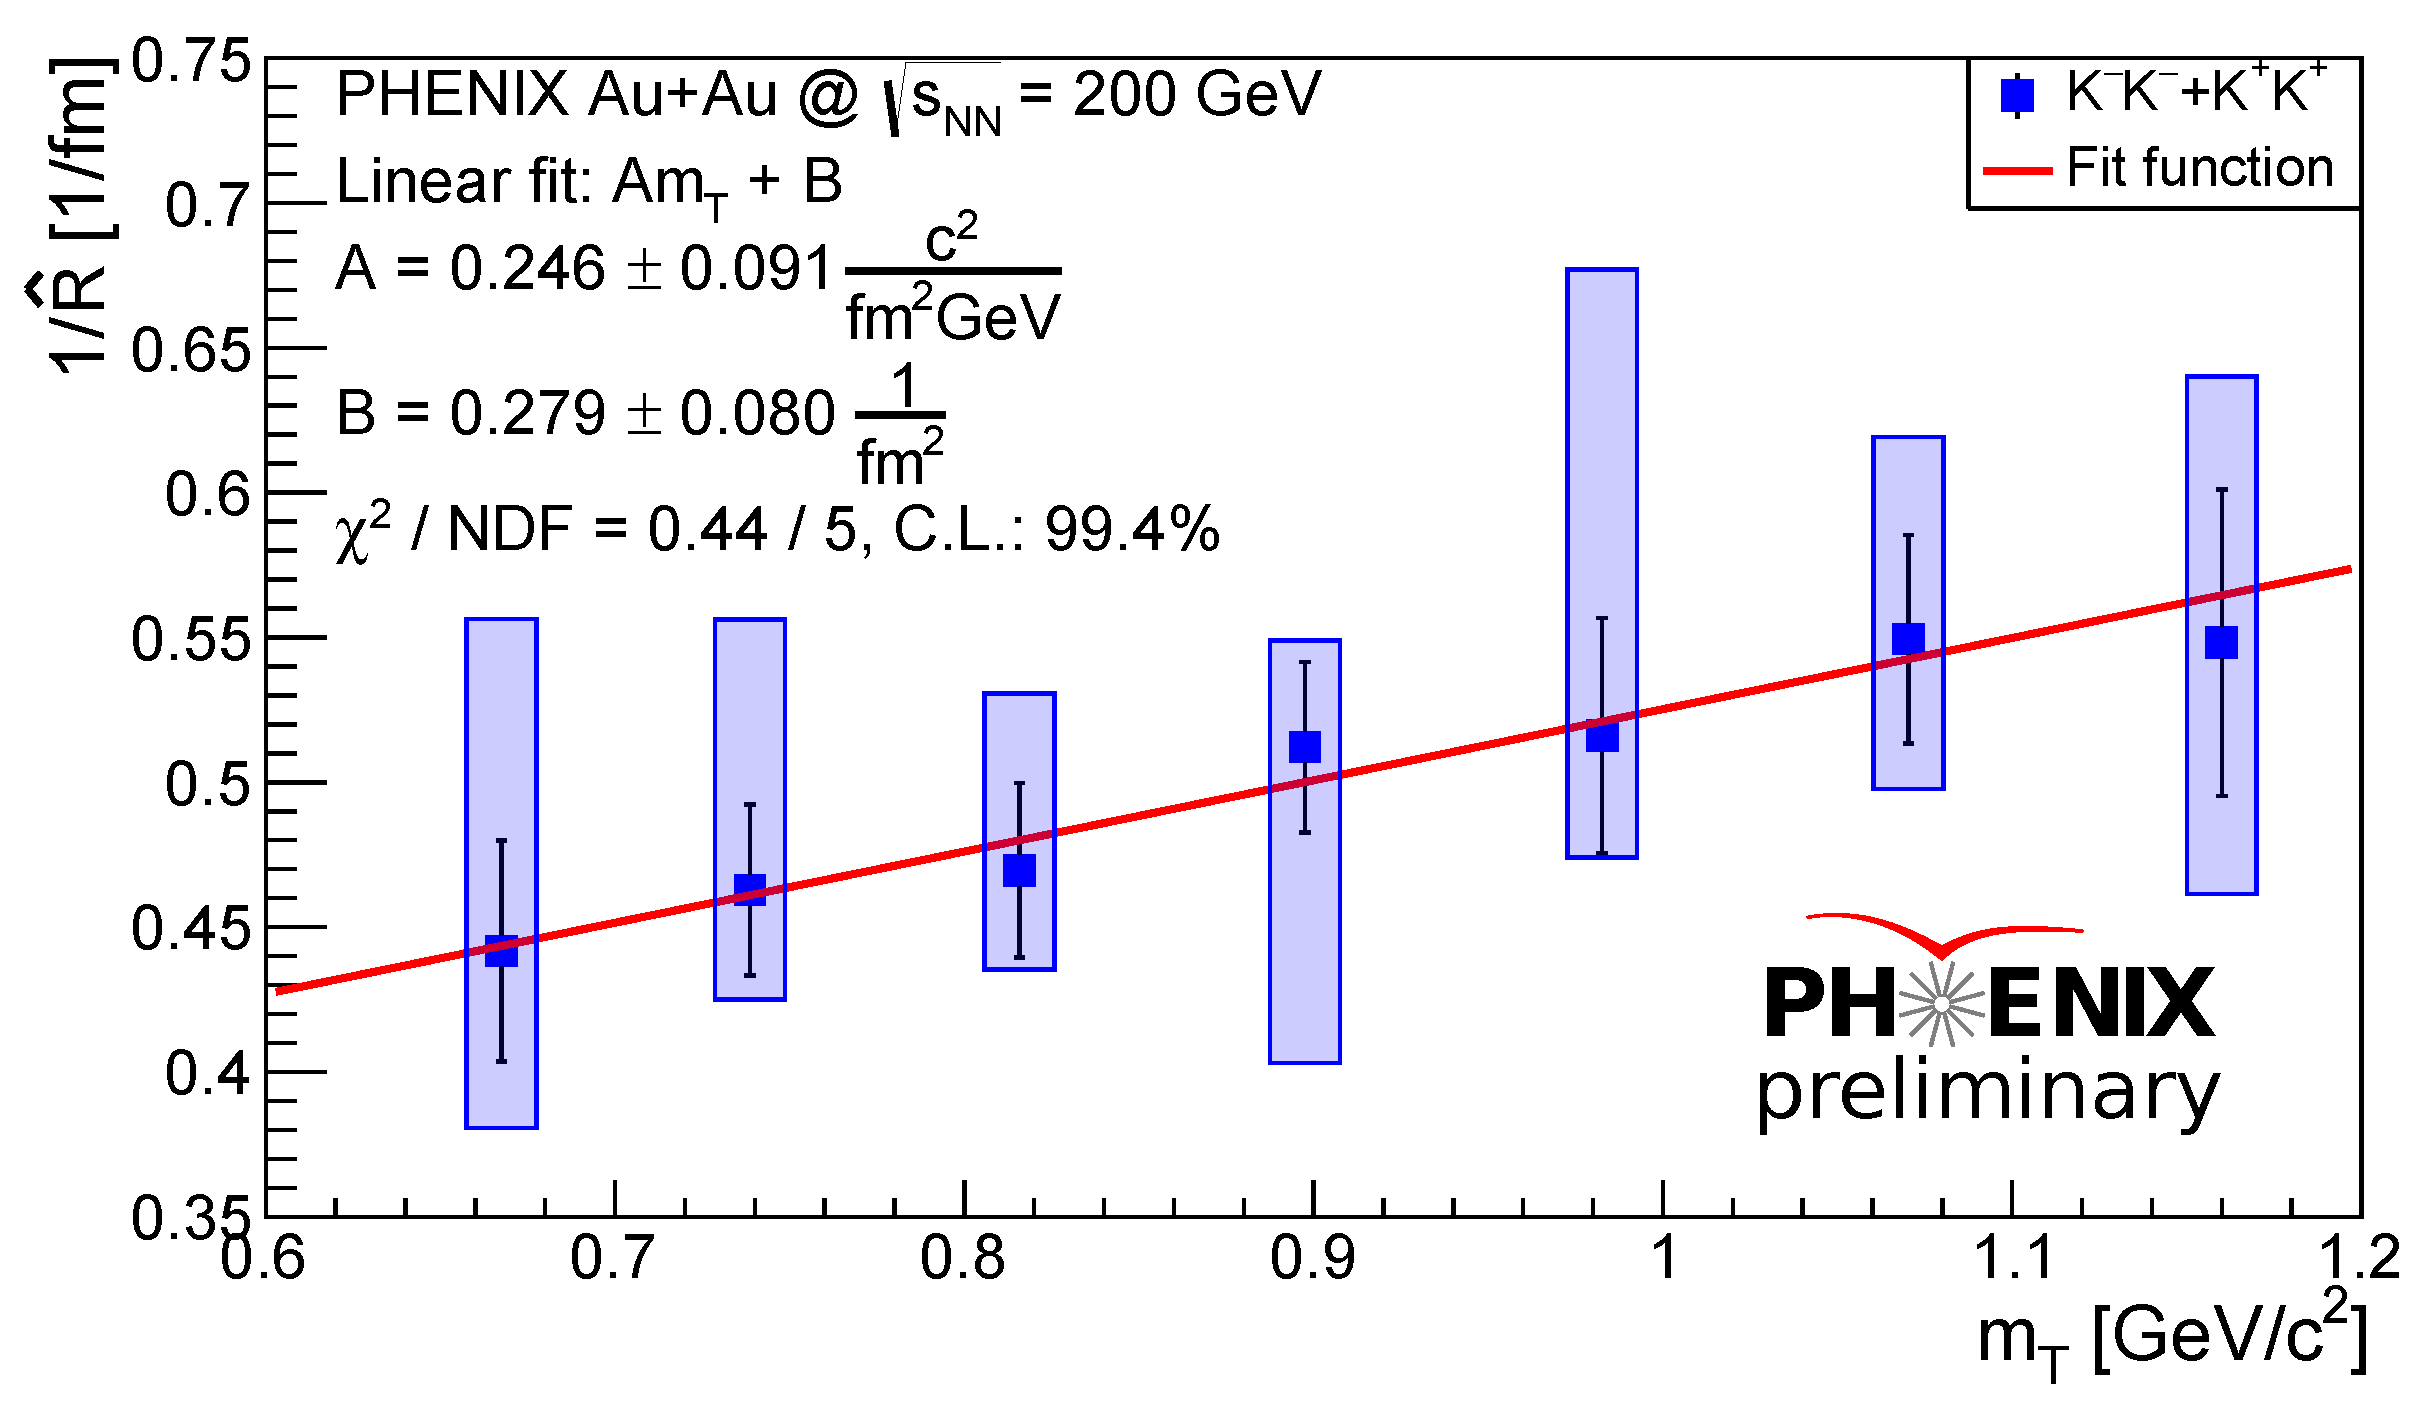 PHENIX Au+Au @ √sNN = 200 GeV
Linear fit: AmT + B
A = 0.246 ± 0.091 c²/fm²GeV
B = 0.279 ± 0.080 1/fm²
χ² / NDF = 0.44 / 5, C.L.: 99.4%
K⁻K⁻+K⁺K⁺
Fit function
1/R̂ [1/fm]
0.75
0.7
0.65
0.6
0.55
0.5
0.45
0.4
0.35
PHENIX
preliminary
0.6 0.7 0.8 0.9 1 1.1 1.2
mT [GeV/c²]